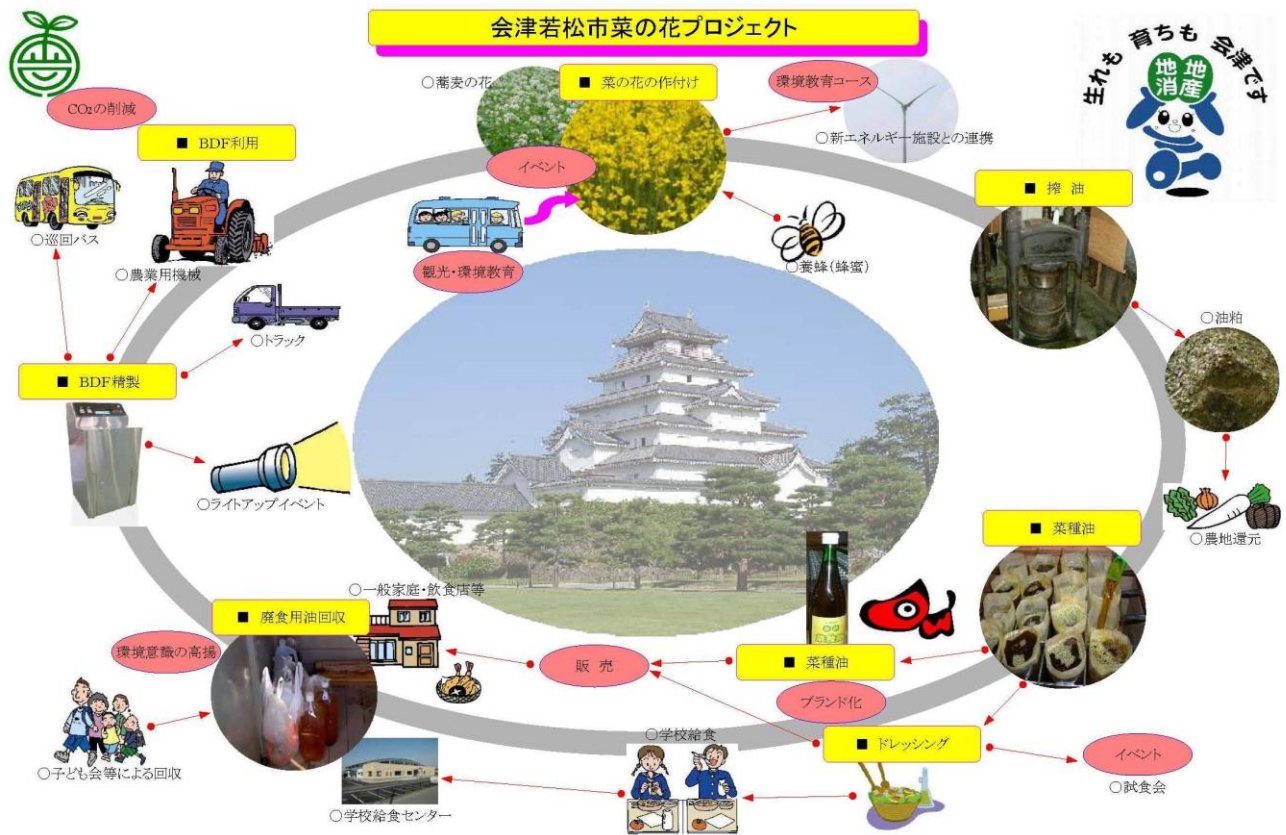 会津若松市菜の花プロジェクト
生れも 育ちも 会津です
地産
地消
CO₂の削減
■ BDF利用
○蕎麦の花
■ 菜の花の作付け
環境教育コース
○新エネルギー施設との連携
イベント
■ 搾 油
○巡回バス
○農業用機械
観光・環境教育
○養蜂(蜂蜜)
○トラック
○油粕
■ BDF精製
○ライトアップイベント
○農地還元
■ 菜種油
○一般家庭・飲食店等
■ 廃食用油回収
環境意識の高揚
販 売
■ 菜種油
ブランド化
○学校給食
■ ドレッシング
イベント
○試食会
○子ども会等による回収
○学校給食センター